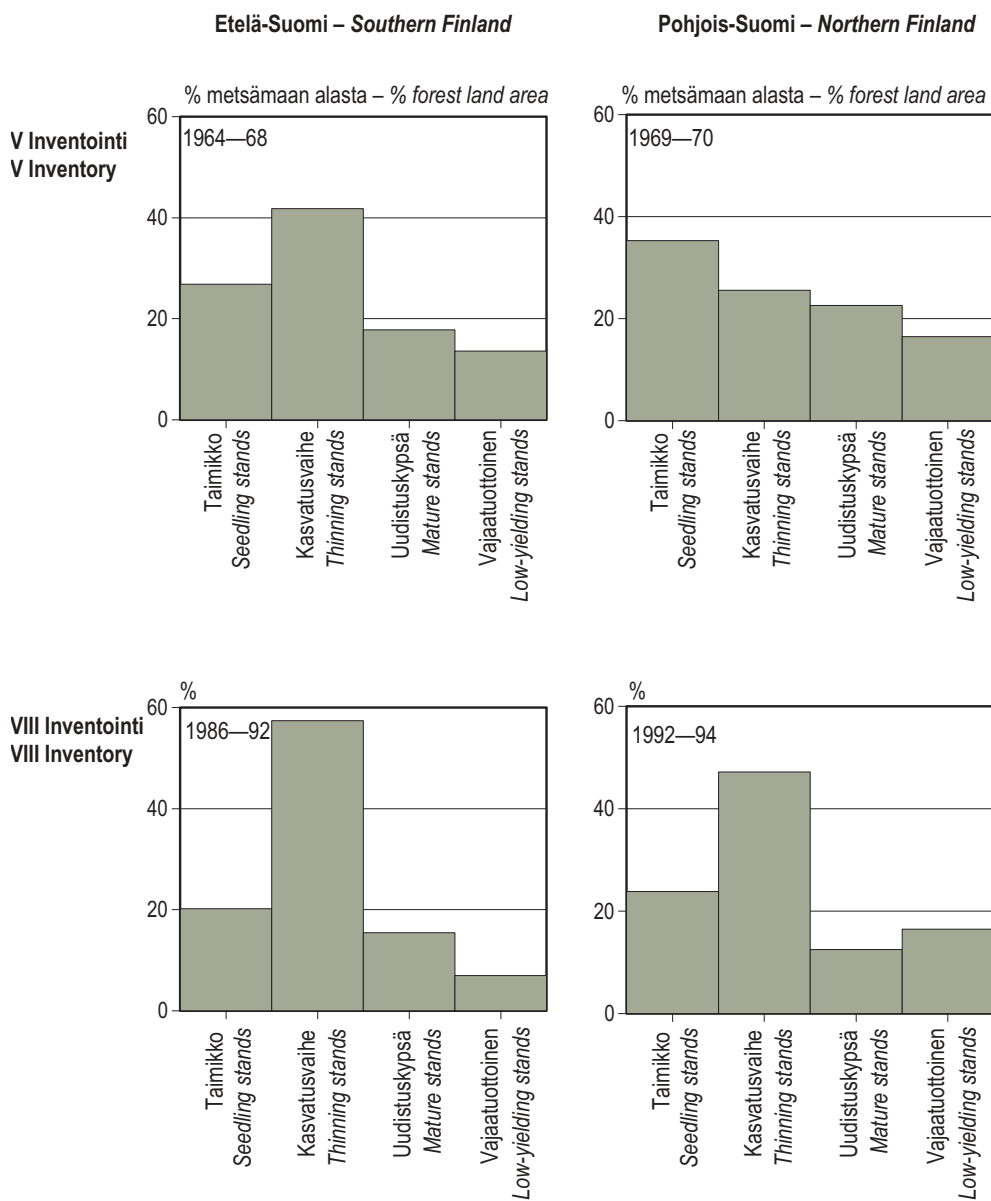 Etelä-Suomi – Southern Finland
Pohjois-Suomi – Northern Finland
V Inventointi
V Inventory
% metsämaan alasta – % forest land area
1964—68
60
40
20
0
Taimikko
Seedling stands
Kasvatusvaihe
Thinning stands
Uudistuskypsä
Mature stands
Vajaatuottoinen
Low-yielding stands
% metsämaan alasta – % forest land area
1969—70
60
40
20
0
Taimikko
Seedling stands
Kasvatusvaihe
Thinning stands
Uudistuskypsä
Mature stands
Vajaatuottoinen
Low-yielding stands
VIII Inventointi
VIII Inventory
%
1986—92
60
40
20
0
Taimikko
Seedling stands
Kasvatusvaihe
Thinning stands
Uudistuskypsä
Mature stands
Vajaatuottoinen
Low-yielding stands
%
1992—94
60
40
20
0
Taimikko
Seedling stands
Kasvatusvaihe
Thinning stands
Uudistuskypsä
Mature stands
Vajaatuottoinen
Low-yielding stands